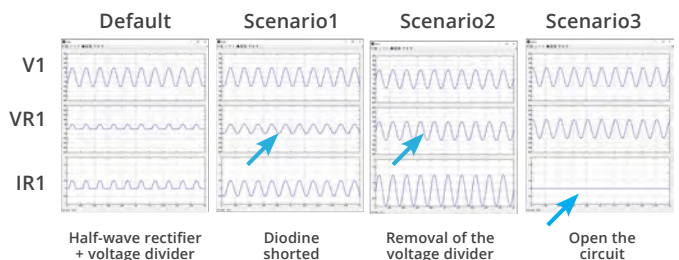 Default Scenario1 Scenario2 Scenario3
V1
VR1
IR1
Half-wave rectifier Diodine Removal of the Open the
+ voltage divider shorted voltage divider circuit